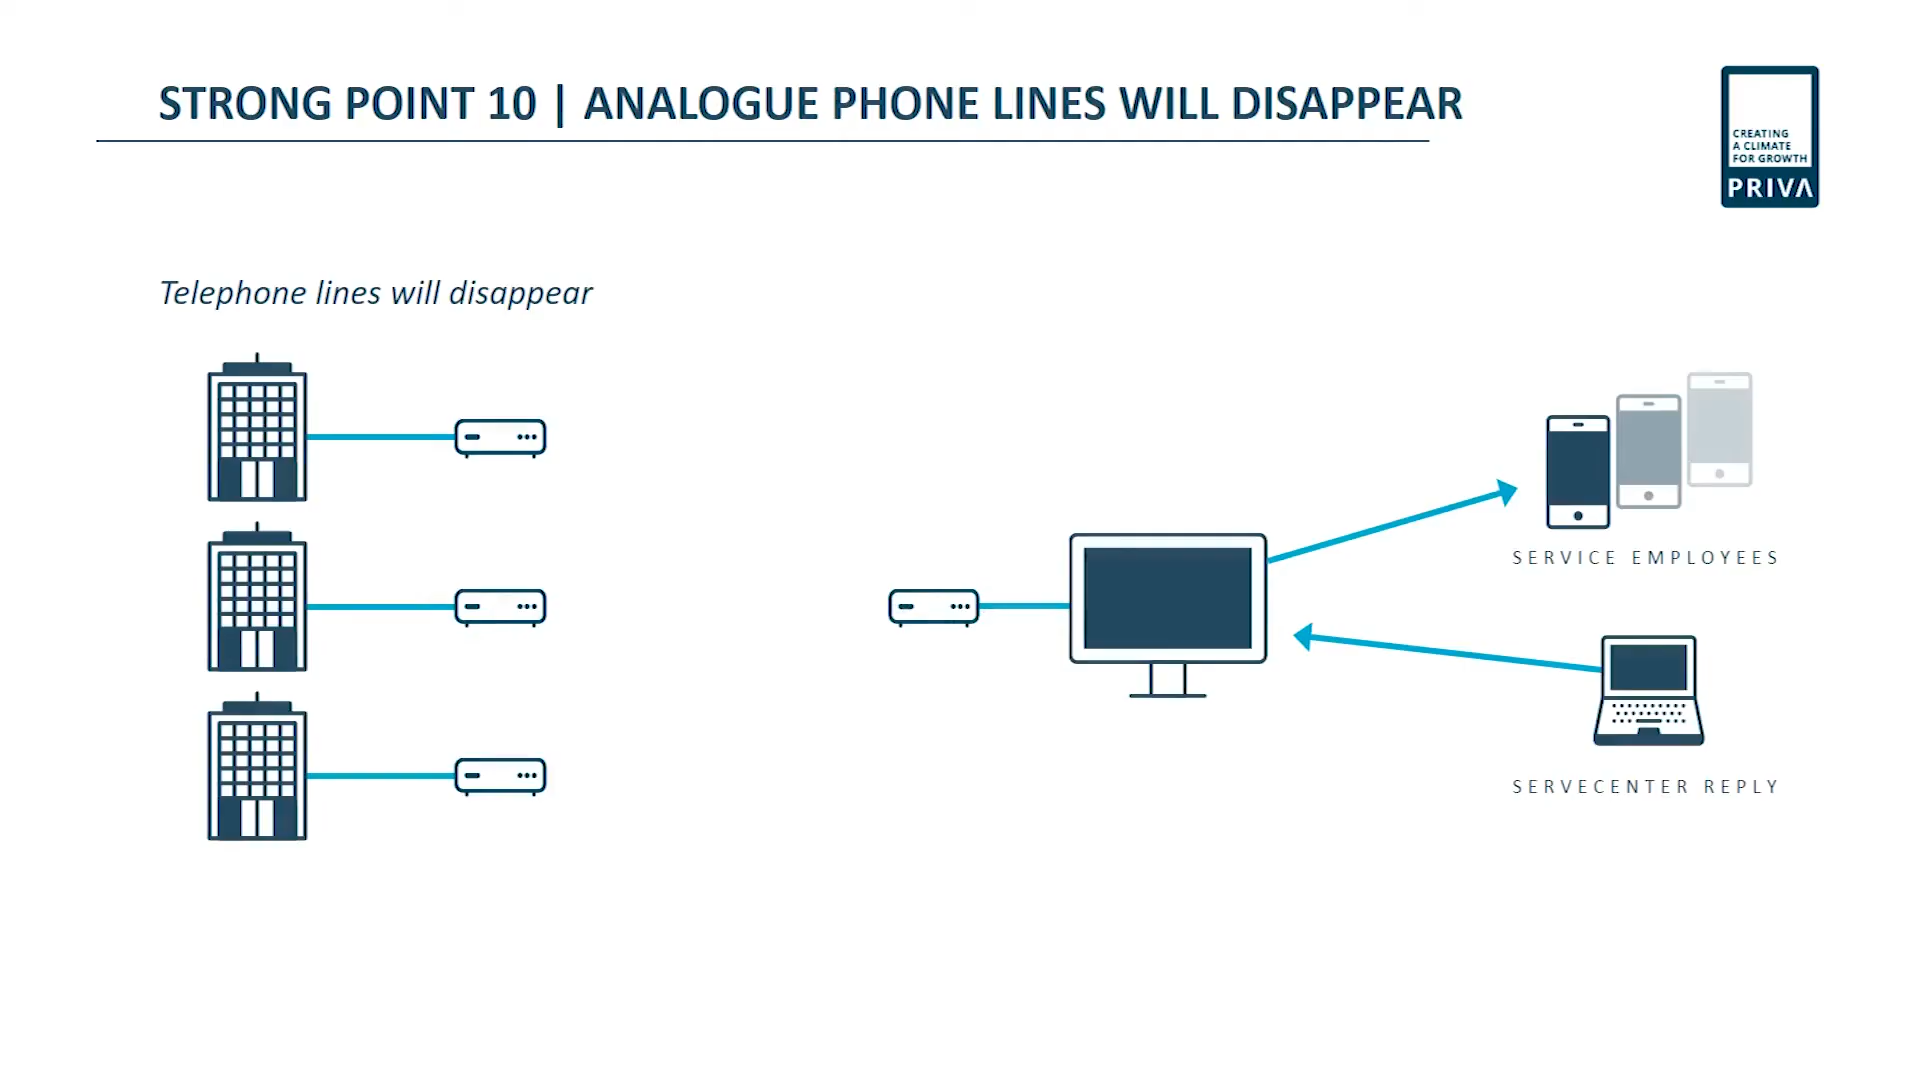 STRONG POINT 10 | ANALOGUE PHONE LINES WILL DISAPPEAR
CREATING
A CLIMATE
FOR GROWTH
PRIVA
Telephone lines will disappear
SERVICE EMPLOYEES
SERVECENTER REPLY